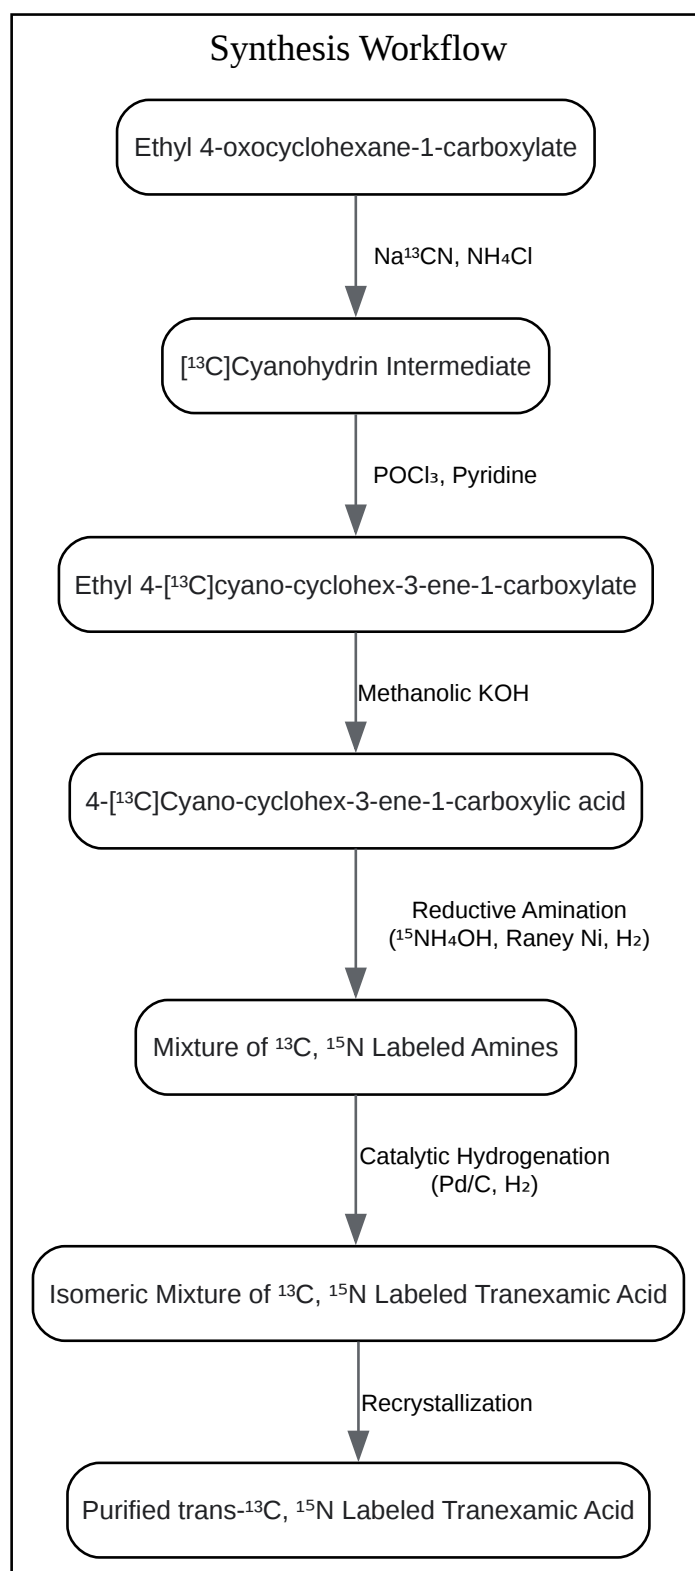 Synthesis Workflow
Ethyl 4-oxocyclohexane-1-carboxylate
Na¹³CN, NH₄Cl
[¹³C]Cyanohydrin Intermediate
POCl₃, Pyridine
Ethyl 4-[¹³C]cyano-cyclohex-3-ene-1-carboxylate
Methanolic KOH
4-[¹³C]Cyano-cyclohex-3-ene-1-carboxylic acid
Reductive Amination
(¹⁵NH₄OH, Raney Ni, H₂)
Mixture of ¹³C, ¹⁵N Labeled Amines
Catalytic Hydrogenation
(Pd/C, H₂)
Isomeric Mixture of ¹³C, ¹⁵N Labeled Tranexamic Acid
Recrystallization
Purified trans-¹³C, ¹⁵N Labeled Tranexamic Acid